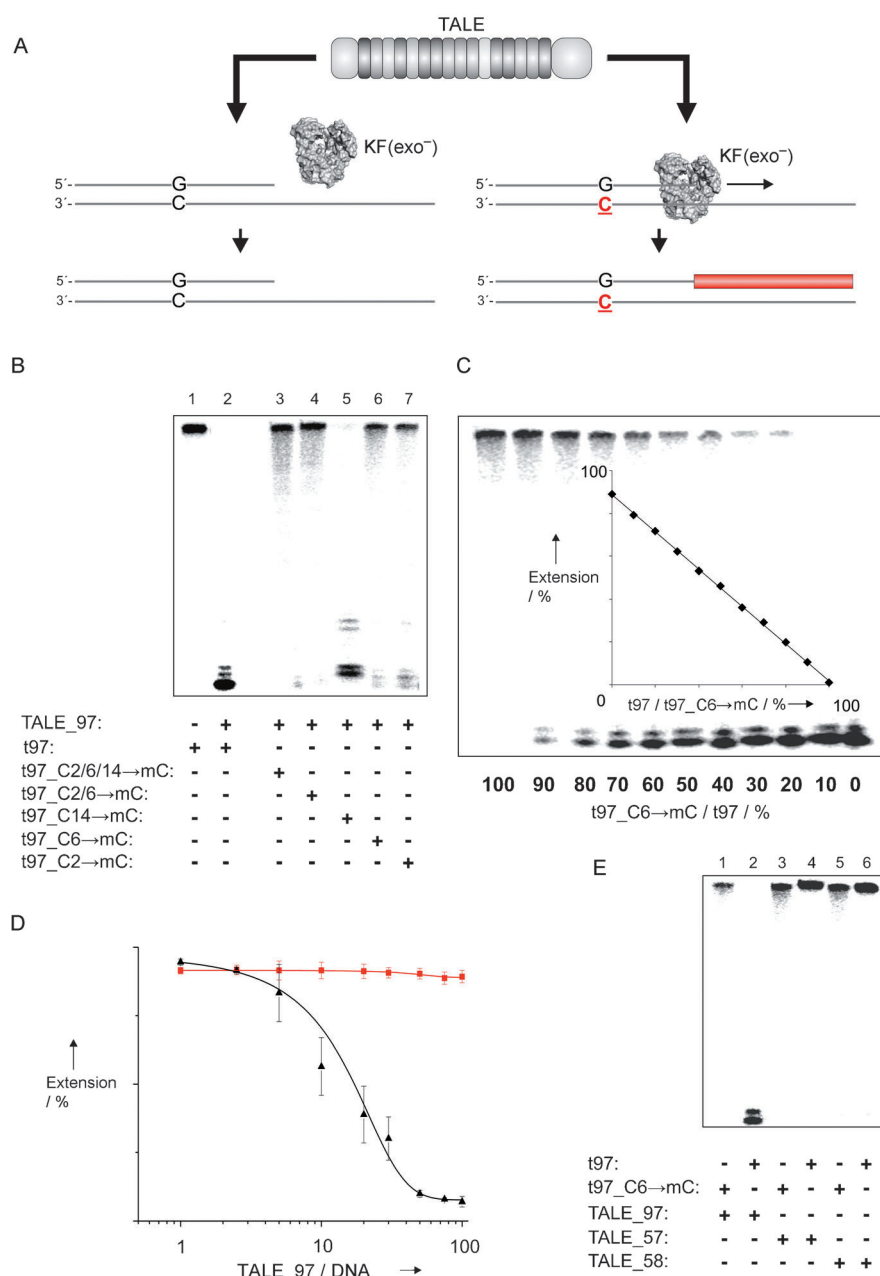 A
TALE
KF(exo⁻)
KF(exo⁻)
5´- G
3´- C
5´- G
3´- C
5´- G
3´- C
5´- G
3´- C
B
1 2 3 4 5 6 7
TALE_97: - + + + + + +
t97: + + - - - - -
t97_C2/6/14→mC: - - + - - - -
t97_C2/6→mC: - - - + - - -
t97_C14→mC: - - - - + - -
t97_C6→mC: - - - - - + -
t97_C2→mC: - - - - - - +
C
100
Extension
/ %
0
t97 / t97_C6→mC / % → 100
100 90 80 70 60 50 40 30 20 10 0
t97_C6→mC / t97 / %
D
Extension
/ %
1 10 100
TALE_97 / DNA →
E
1 2 3 4 5 6
t97: - + - + - +
t97_C6→mC: + - + - + -
TALE_97: + + - - - -
TALE_57: - - + + - -
TALE_58: - - - - + +